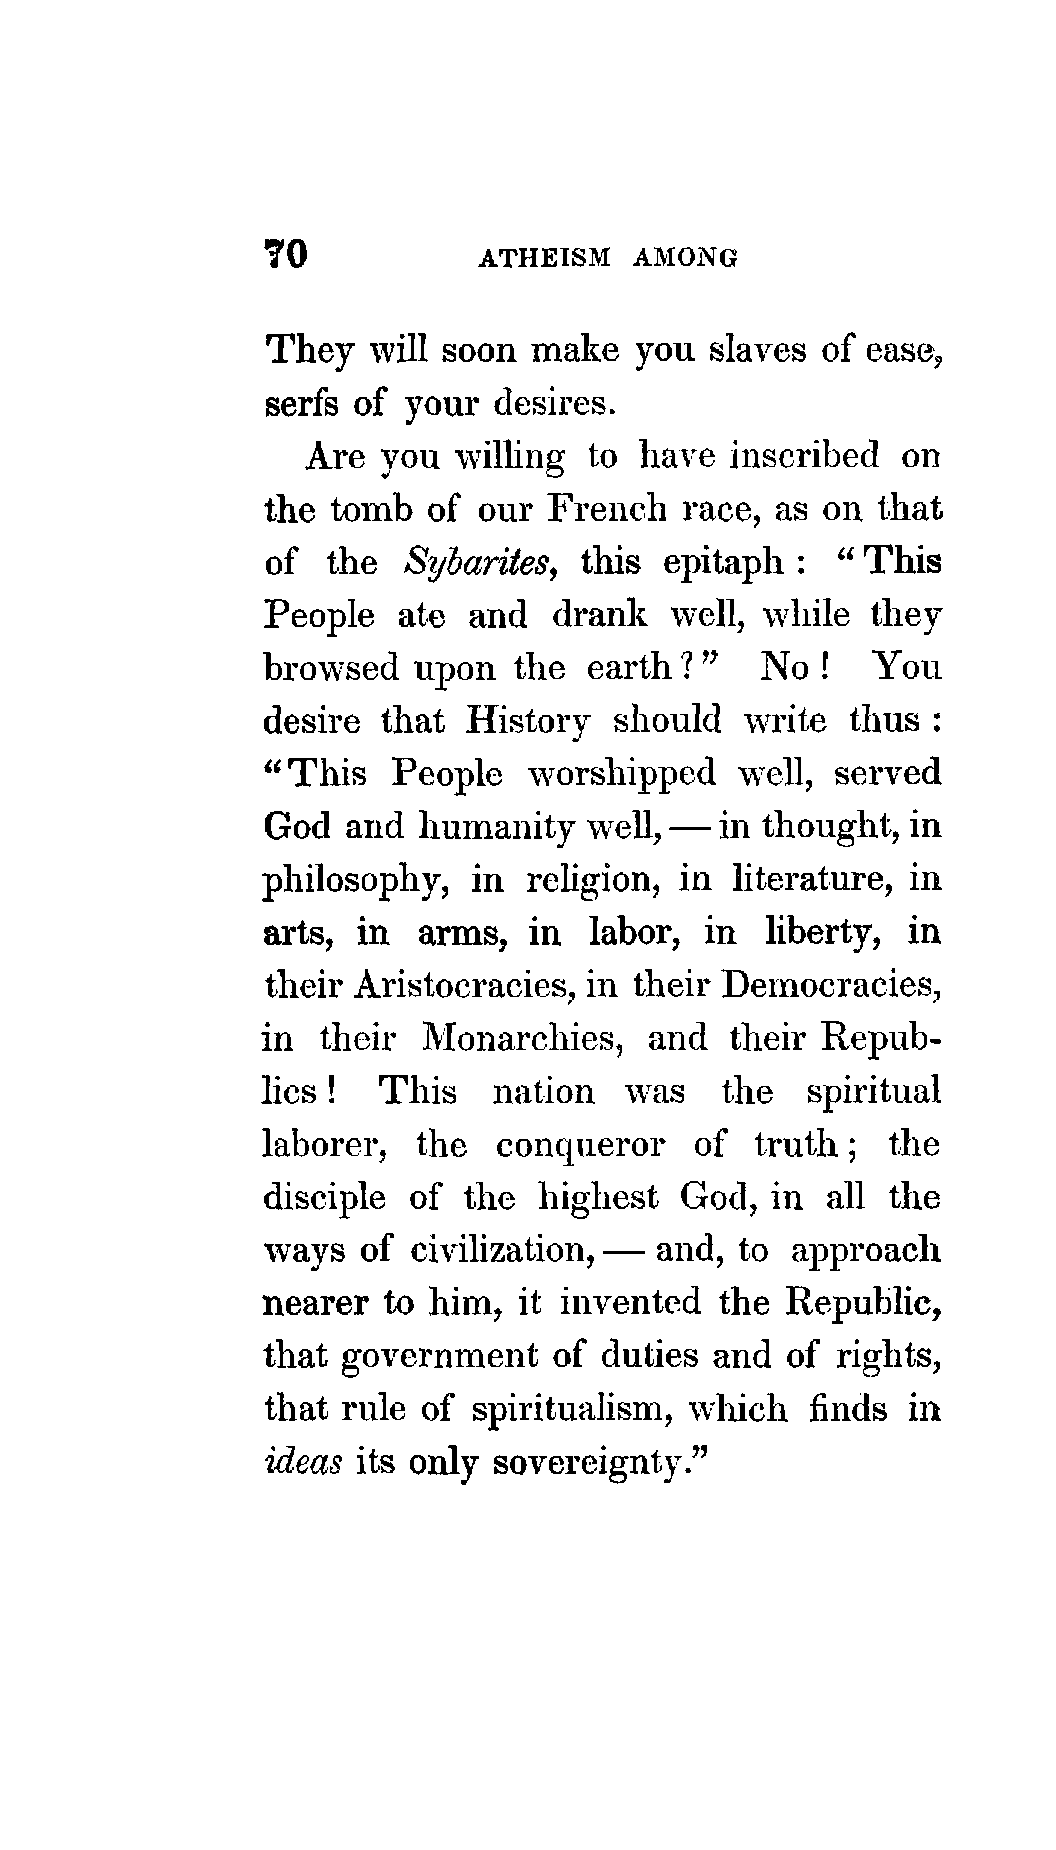 70 ATHEISM AMONG
They will soon make you slaves of ease,
serfs of your desires.
Are you willing to have inscribed on
the tomb of our French race, as on that
of the Sybarites, this epitaph : “ This
People ate and drank well, while they
browsed upon the earth ? ” No ! You
desire that History should write thus :
“ This People worshipped well, served
God and humanity well, — in thought, in
philosophy, in religion, in literature, in
arts, in arms, in labor, in liberty, in
their Aristocracies, in their Democracies,
in their Monarchies, and their Repub-
lics ! This nation was the spiritual
laborer, the conqueror of truth ; the
disciple of the highest God, in all the
ways of civilization, — and, to approach
nearer to him, it invented the Republic,
that government of duties and of rights,
that rule of spiritualism, which finds in
ideas its only sovereignty.”